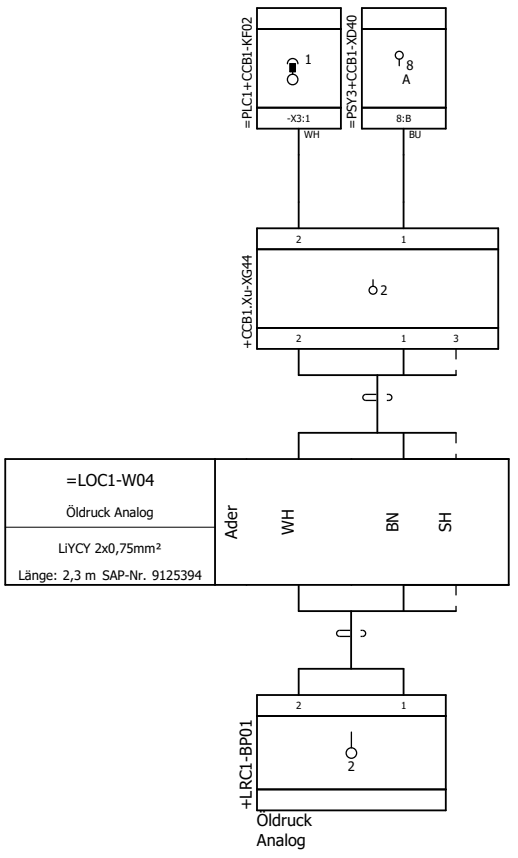 =PLC1+CCB1-KF02
1
-X3:1
WH
=PSY3+CCB1-XD40
8
A
8:B
BU
+CCB1.Xu-XG44
2 1
2
2 1 3
=LOC1-W04
Öldruck Analog
LiYCY 2x0,75mm²
Länge: 2,3 m SAP-Nr. 9125394
Ader WH BN SH
+LRC1-BP01
2 1
2
Öldruck
Analog